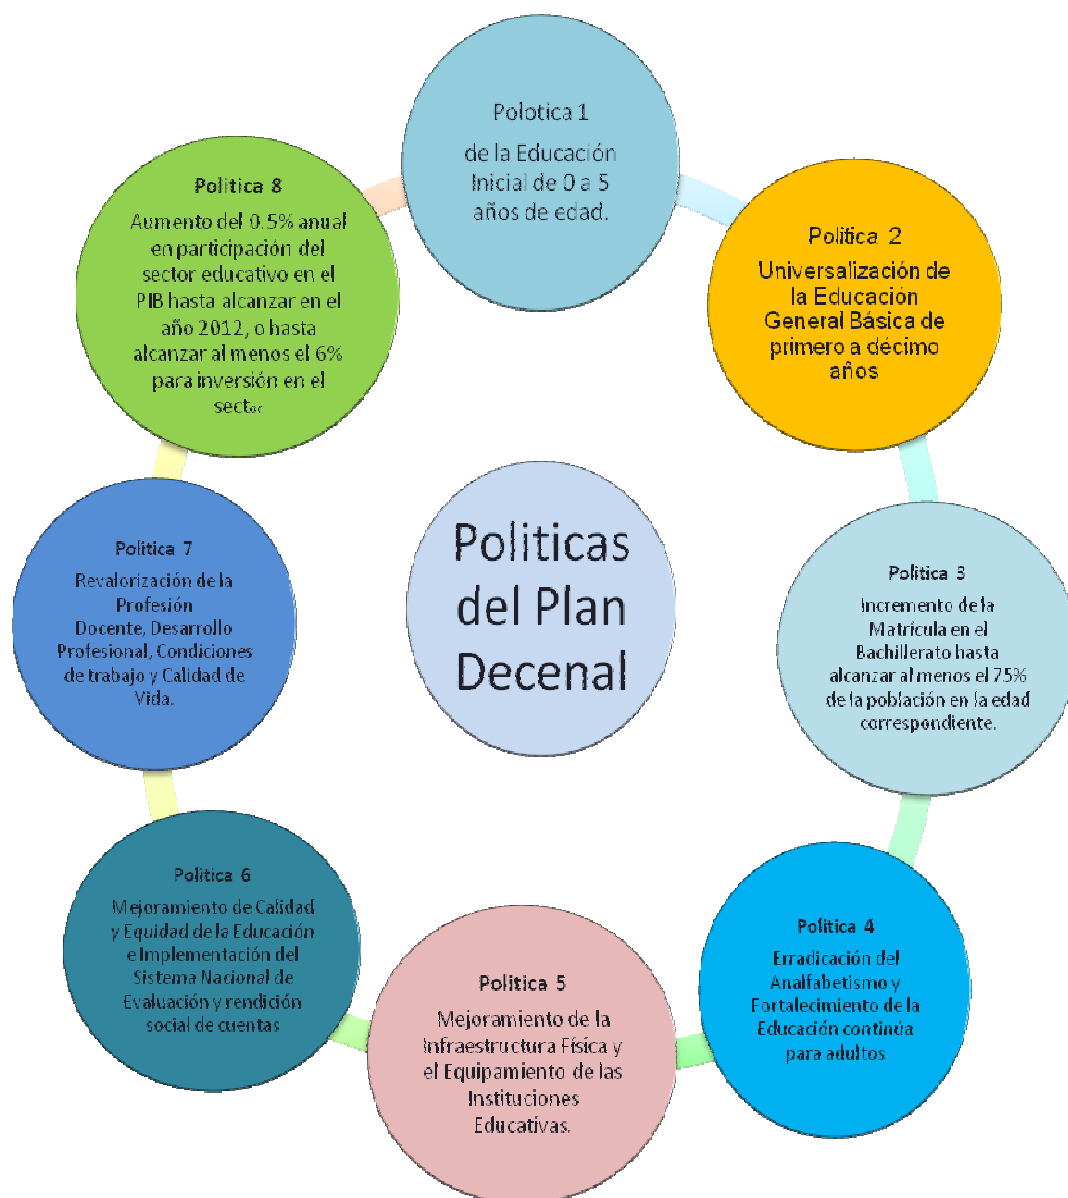 Polotica 1
de la Educación
Inicial de 0 a 5
años de edad.
Política 2
Universalización de
la Educación
General Básica de
primero a décimo
años
Política 3
Incremento de la
Matrícula en el
Bachillerato hasta
alcanzar al menos el 75%
de la población en la edad
correspondiente.
Política 4
Erradicación del
Analfabetismo y
Fortalecimiento de la
Educación continúa
para adultos
Política 5
Mejoramiento de la
Infraestructura Física y
el Equipamiento de las
Instituciones
Educativas.
Política 6
Mejoramiento de Calidad
y Equidad de la Educación
e Implementación del
Sistema Nacional de
Evaluación y rendición
social de cuentas
Política 7
Revalorización de la
Profesión
Docente, Desarrollo
Profesional, Condiciones
de trabajo y Calidad de
Vida.
Política 8
Aumento del 0.5% anual
en participación del
sector educativo en el
PIB hasta alcanzar en el
año 2012, o hasta
alcanzar al menos el 6%
para inversión en el
sector
Politicas
del Plan
Decenal